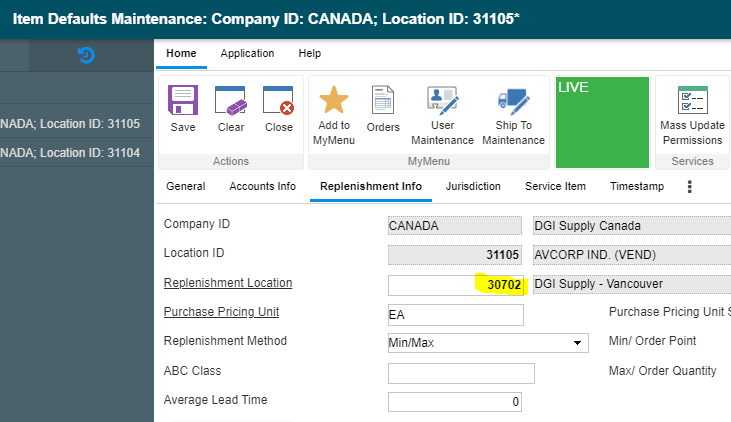 Item Defaults Maintenance: Company ID: CANADA; Location ID: 31105*
Home Application Help
NADA; Location ID: 31105
NADA; Location ID: 31104
Save Clear Close
Actions
Add to MyMenu Orders User Maintenance Ship To Maintenance
MyMenu
LIVE
Mass Update Permissions
Services
General Accounts Info Replenishment Info Jurisdiction Service Item Timestamp
Company ID CANADA DGI Supply Canada
Location ID 31105 AVCORP IND. (VEND)
Replenishment Location 30702 DGI Supply - Vancouver
Purchase Pricing Unit EA Purchase Pricing Unit S
Replenishment Method Min/Max Min/ Order Point
ABC Class Max/ Order Quantity
Average Lead Time 0